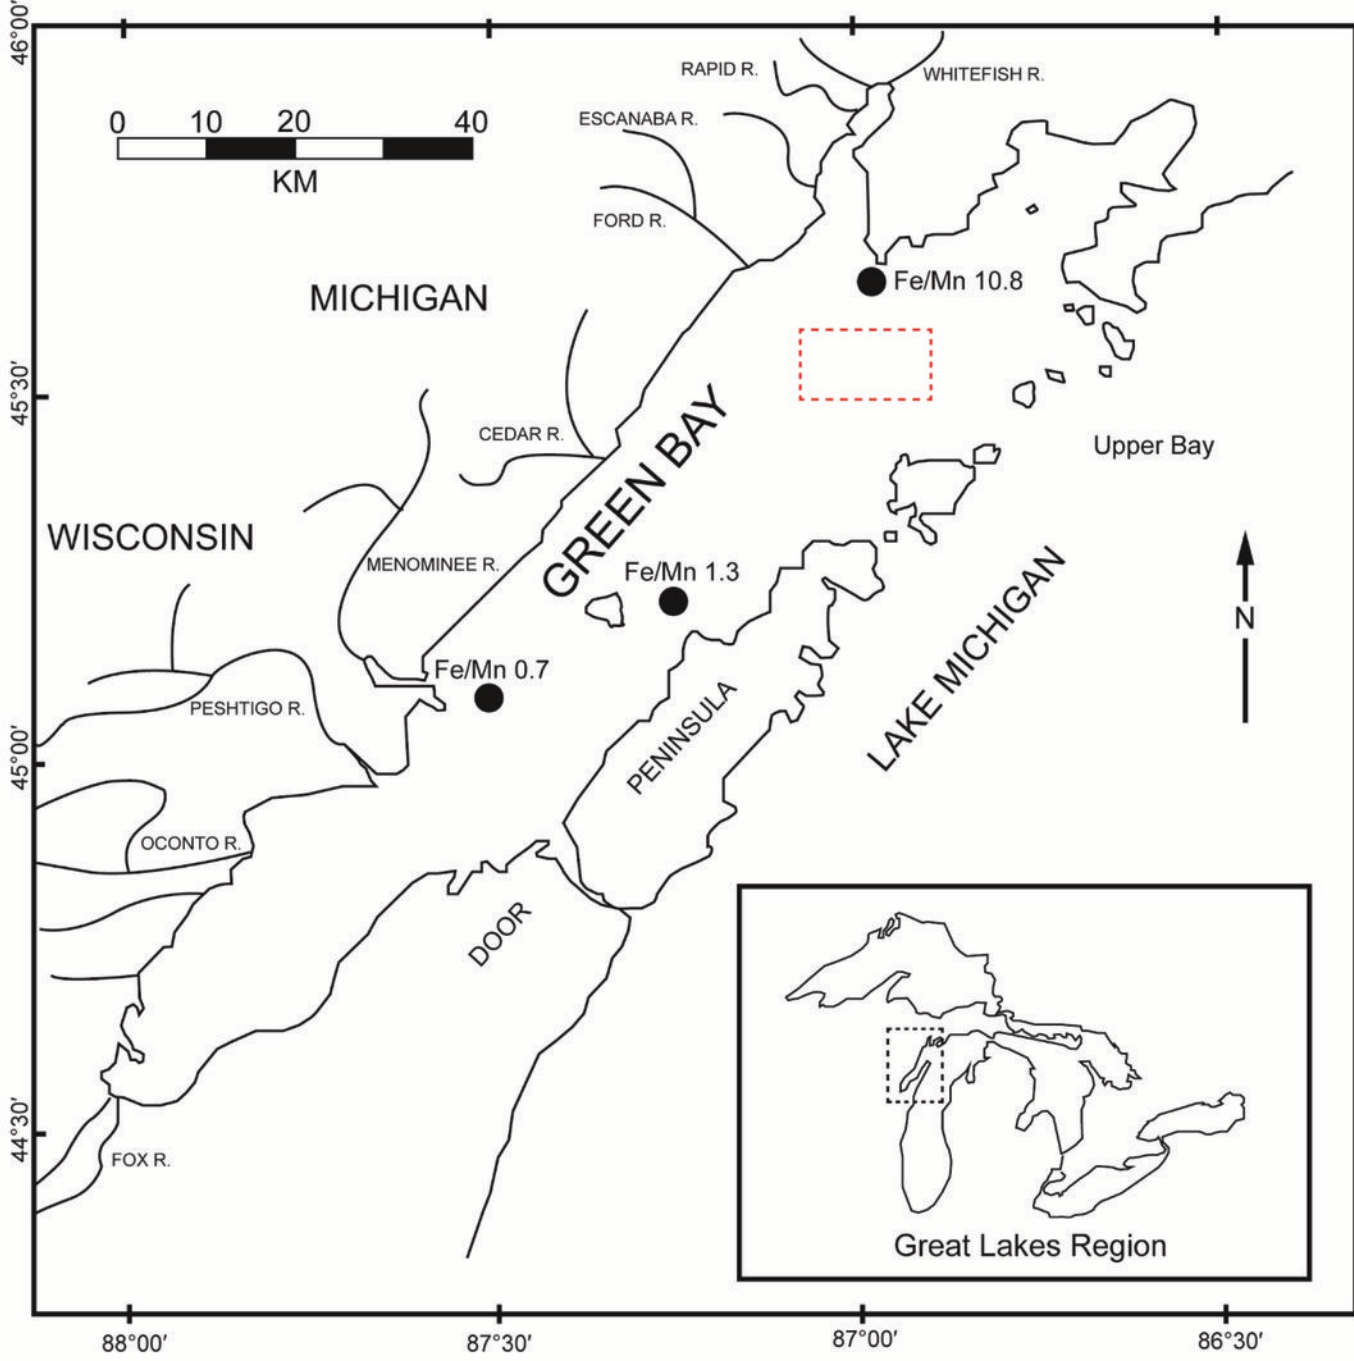 46°00′
RAPID R.
WHITEFISH R.
0 10 20 40
ESCANABA R.
KM
FORD R.
Fe/Mn 10.8
MICHIGAN
45°30′
GREEN BAY
CEDAR R.
Upper Bay
WISCONSIN
MENOMINEE R.
Fe/Mn 1.3
N
LAKE MICHIGAN
Fe/Mn 0.7
PESHTIGO R.
PENINSULA
45°00′
OCONTO R.
DOOR
44°30′
FOX R.
Great Lakes Region
88°00′ 87°30′ 87°00′ 86°30′